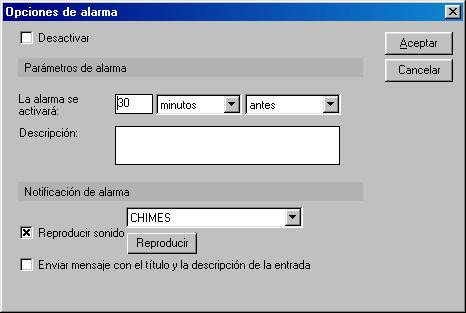 Opciones de alarma
Desactivar
Aceptar
Parámetros de alarma
Cancelar
La alarma se
activará:
30 minutos antes
Descripción:
Notificación de alarma
CHIMES
Reproducir sonido
Reproducir
Enviar mensaje con el título y la descripción de la entrada